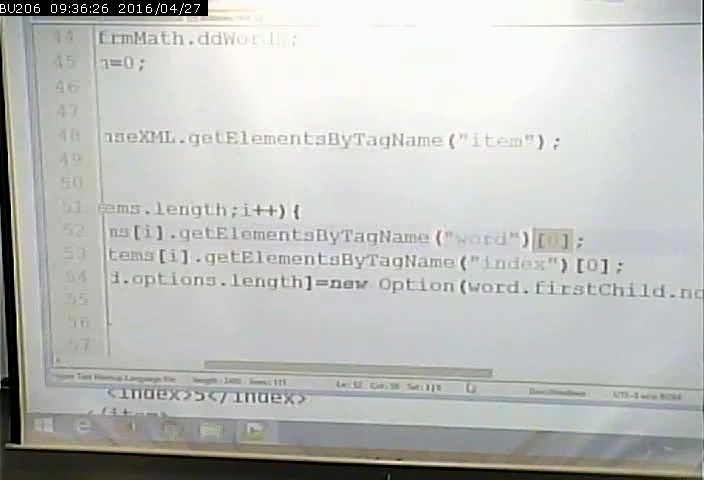 BU206 09:36:26 2016/04/27
44 frmMath.ddWord
45 =0;
46
47
48 nseXML.getElementsByTagName("item");
49
50
51 ems.length;i++){
52 ms[i].getElementsByTagName("word")[0];
53 tems[i].getElementsByTagName("index")[0];
54 d.options.length]=new Option(word.firstChild.no
55
56
57
<index>5</index>
</item>